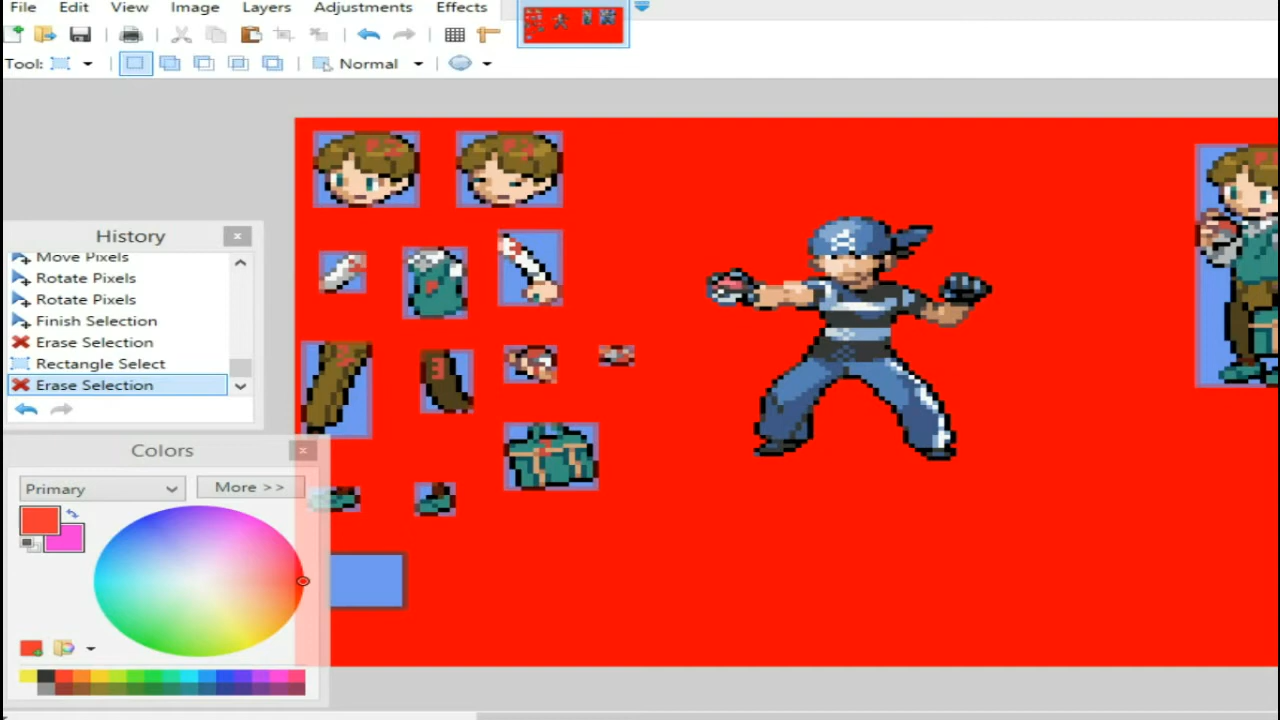 File Edit View Image Layers Adjustments Effects
Tool: Normal
History
Move Pixels
Rotate Pixels
Rotate Pixels
Finish Selection
Erase Selection
Rectangle Select
Erase Selection
Colors
Primary More >>